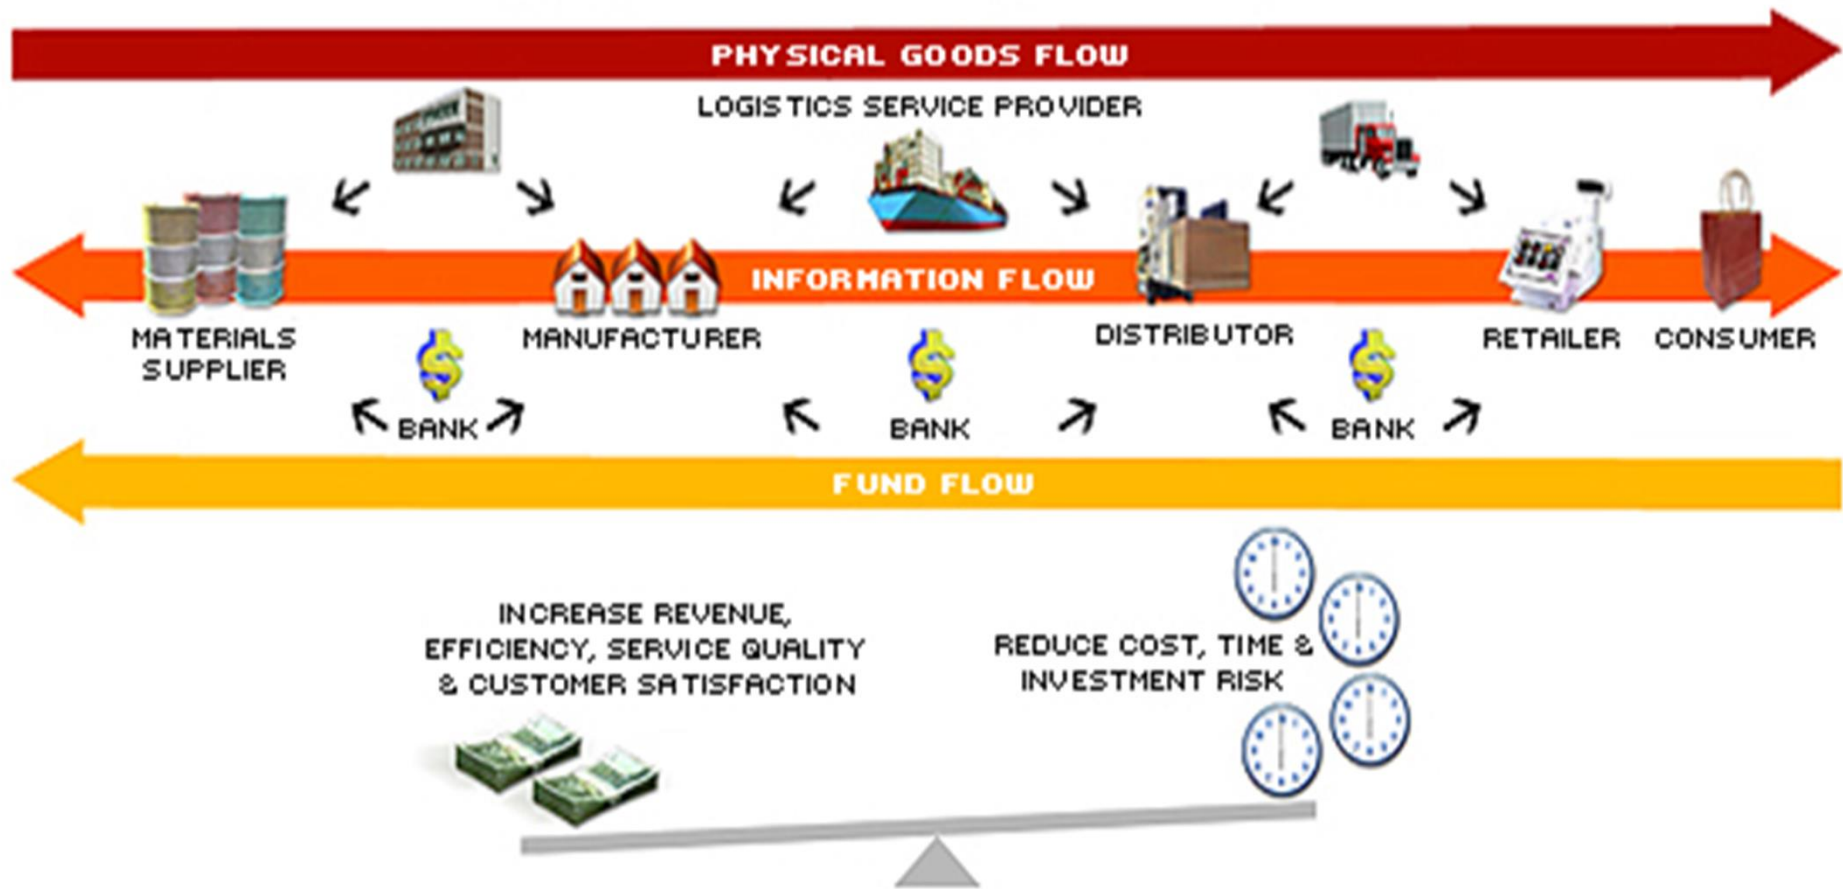 PHYSICAL GOODS FLOW
LOGISTICS SERVICE PROVIDER
INFORMATION FLOW
MATERIALS
SUPPLIER
MANUFACTURER
DISTRIBUTOR
RETAILER
CONSUMER
BANK
BANK
BANK
FUND FLOW
INCREASE REVENUE,
EFFICIENCY, SERVICE QUALITY
& CUSTOMER SATISFACTION
REDUCE COST, TIME &
INVESTMENT RISK